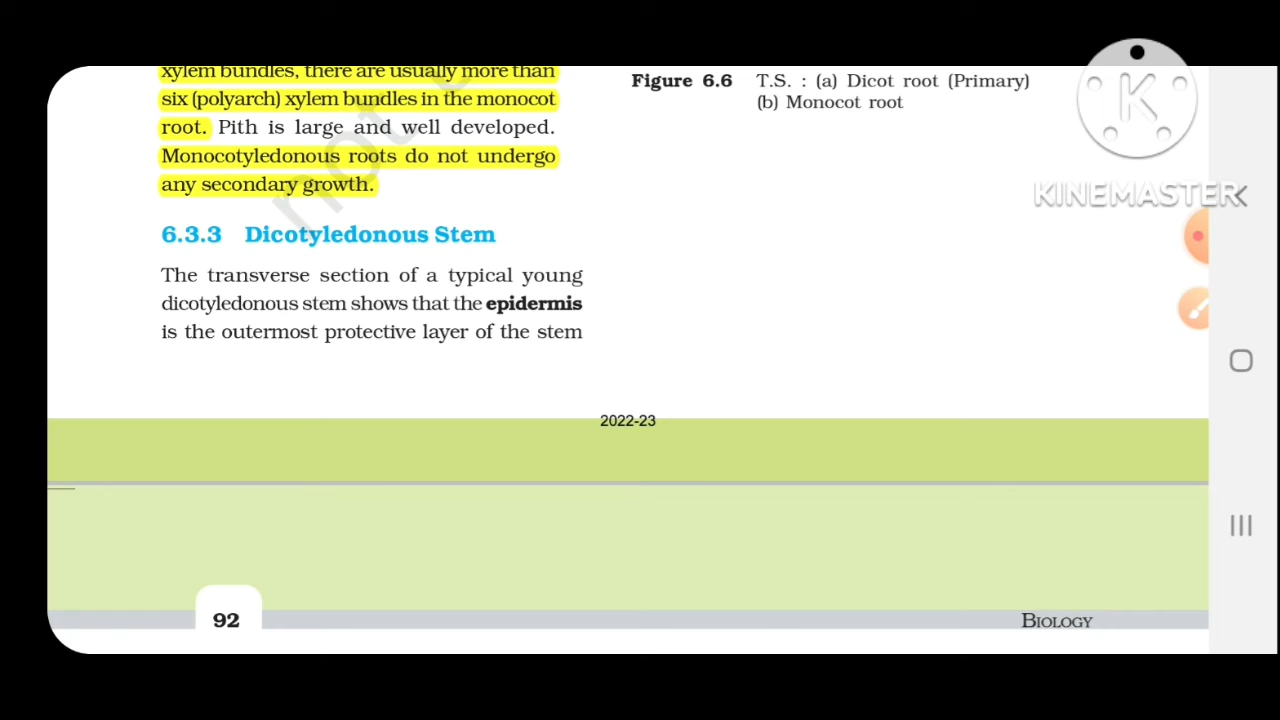 xylem bundles, there are usually more than
six (polyarch) xylem bundles in the monocot
root. Pith is large and well developed.
Monocotyledonous roots do not undergo
any secondary growth.
6.3.3 Dicotyledonous Stem
The transverse section of a typical young
dicotyledonous stem shows that the epidermis
is the outermost protective layer of the stem
Figure 6.6 T.S. : (a) Dicot root (Primary)
(b) Monocot root
K
KINEMASTER
not
2022-23
92
BIOLOGY